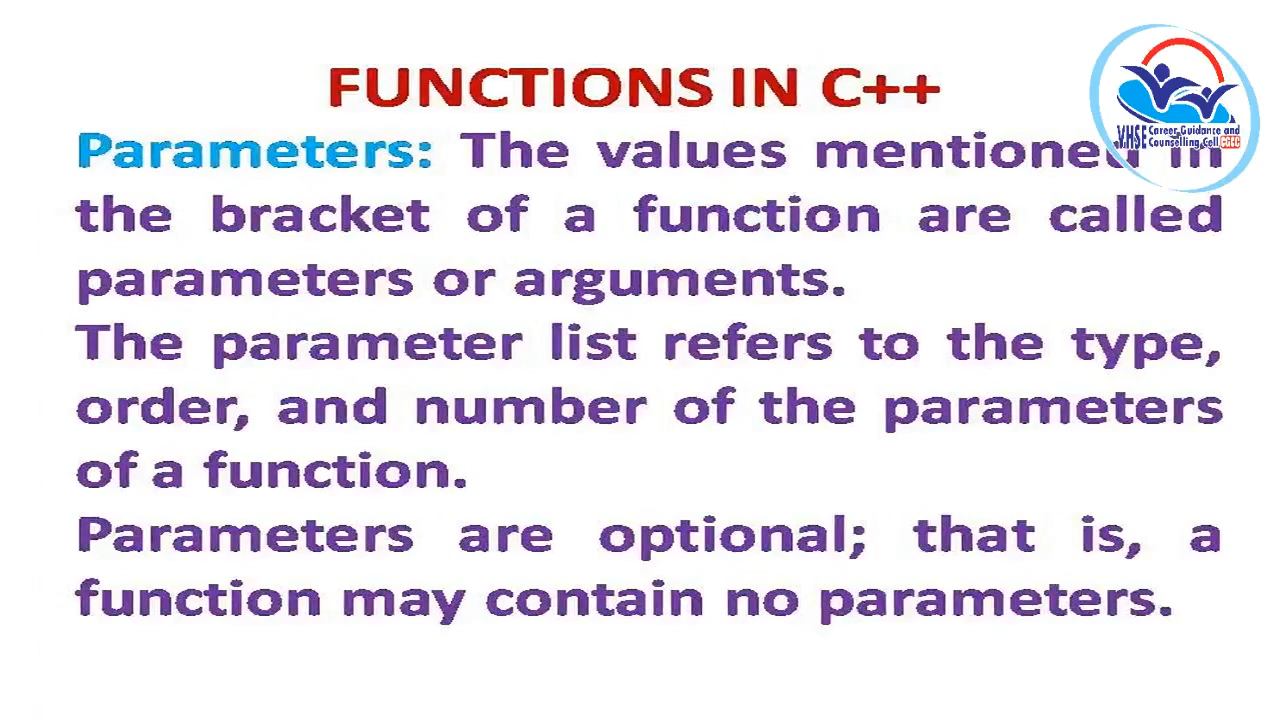 FUNCTIONS IN C++
Parameters: The values mentioned in
the bracket of a function are called
parameters or arguments.
The parameter list refers to the type,
order, and number of the parameters
of a function.
Parameters are optional; that is, a
function may contain no parameters.
VHSE Career Guidance and
Counselling Cell CGCC